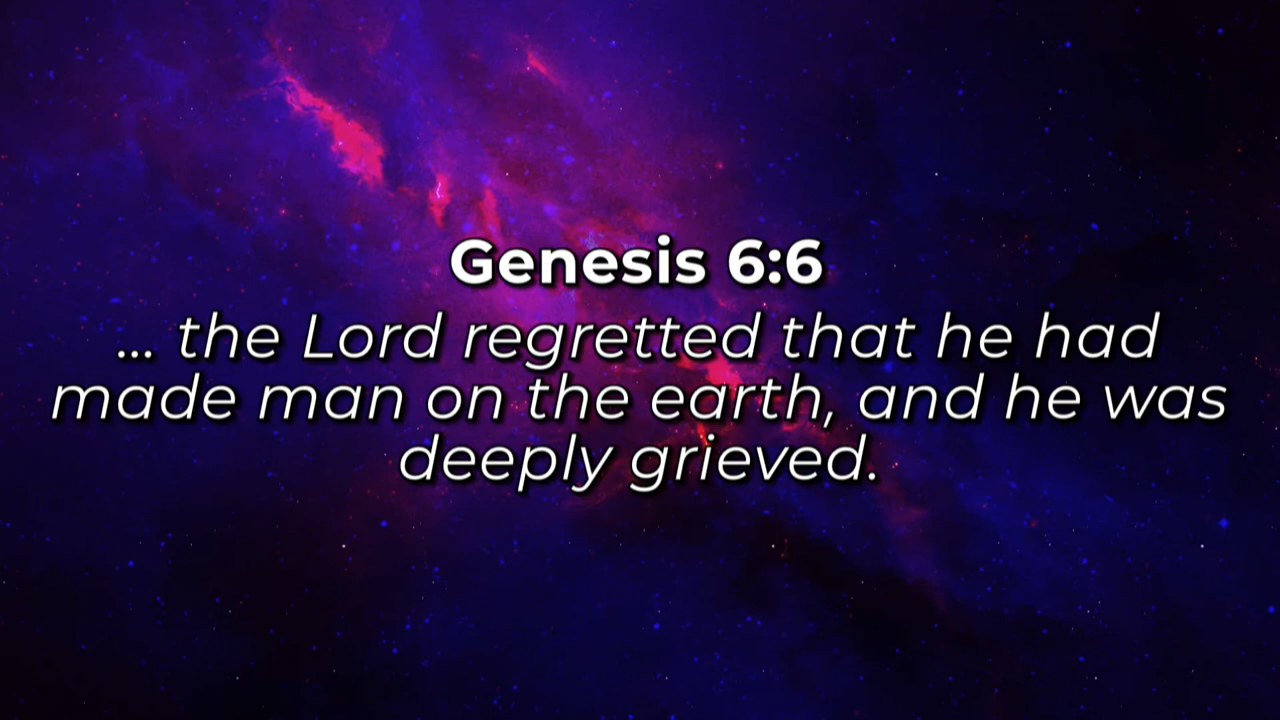 Genesis 6:6
... the Lord regretted that he had
made man on the earth, and he was
deeply grieved.